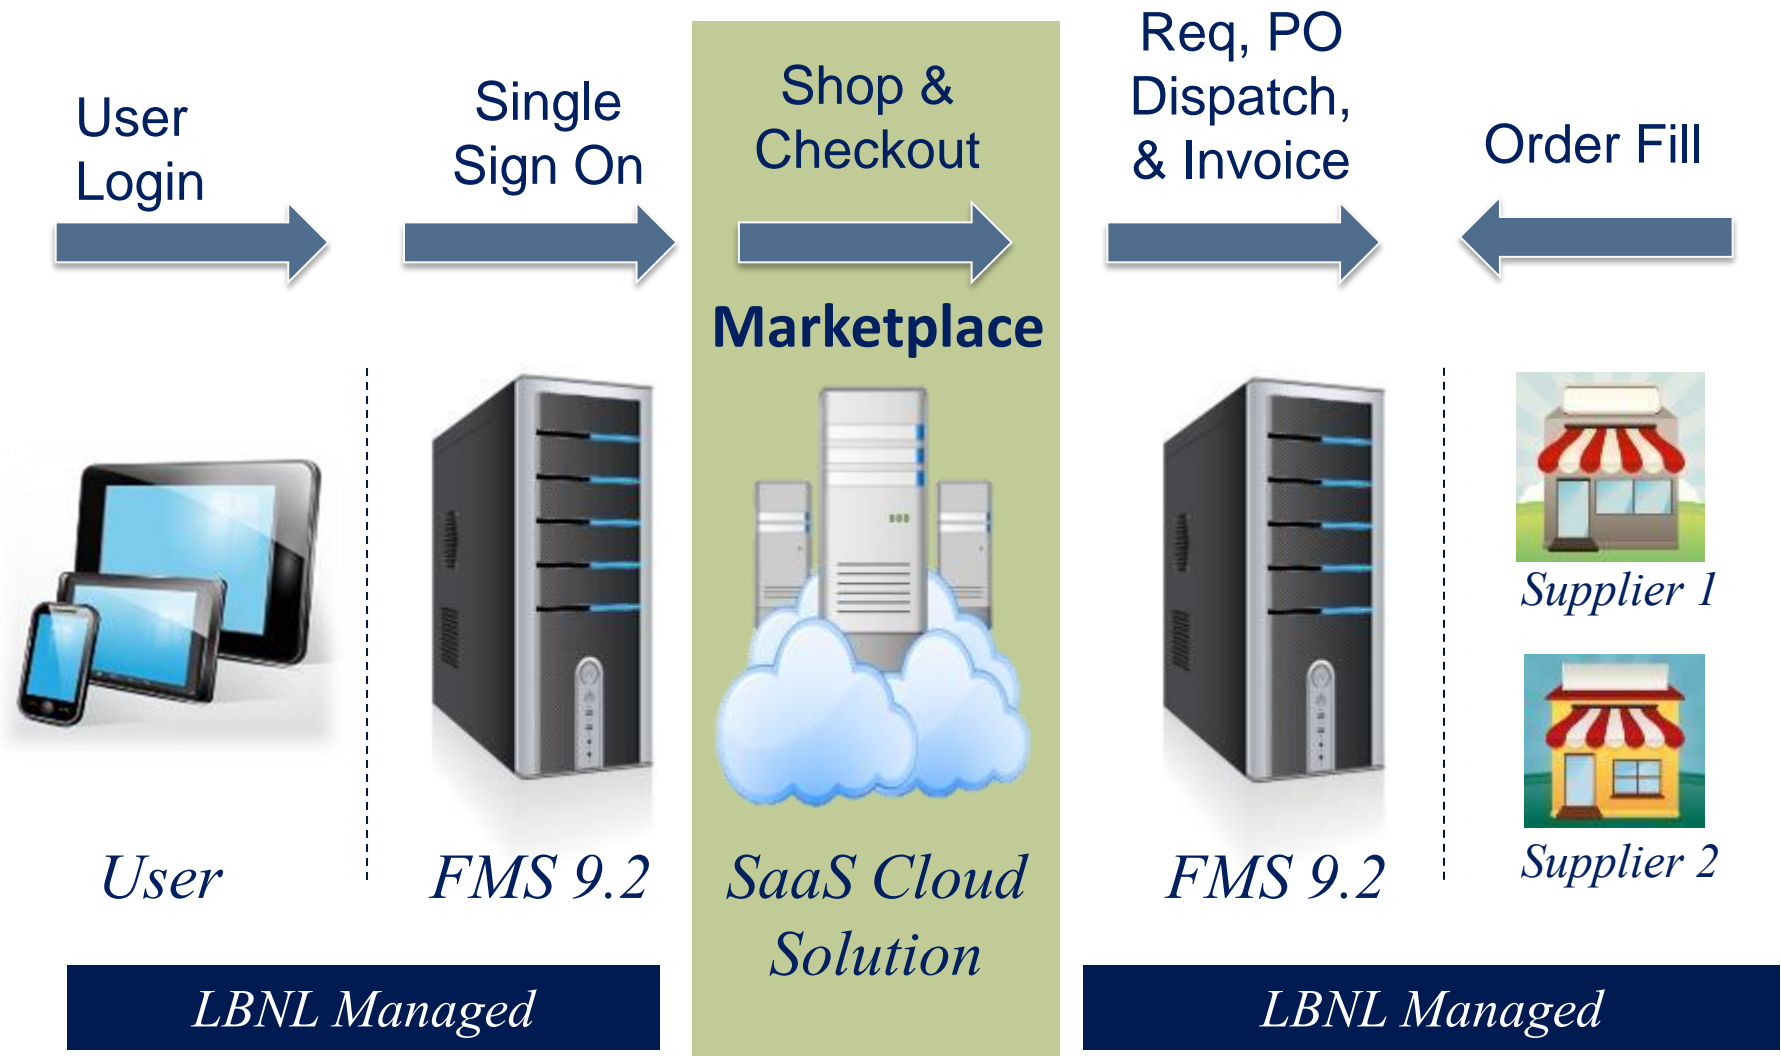 User
Login
Single
Sign On
Shop &
Checkout
Req, PO
Dispatch,
& Invoice
Order Fill
Marketplace
Supplier 1
Supplier 2
User
FMS 9.2
SaaS Cloud
Solution
FMS 9.2
LBNL Managed
LBNL Managed